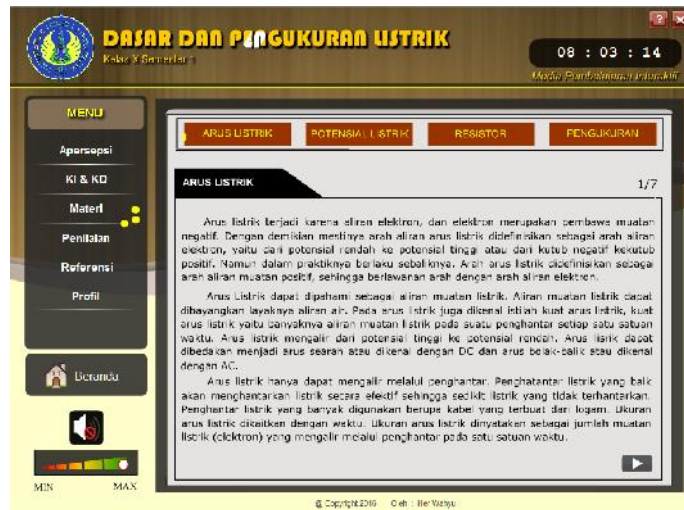 DASAR DAN PENGUKURAN LISTRIK
Kelas X Semester 1
08 : 03 : 14
Media Pembelajaran Interaktif
MENU
Apersepsi
KI & KD
Materi
Penilaian
Referensi
Profil
Beranda
MIN MAX
ARUS LISTRIK POTENSIAL LISTRIK RESISTOR PENGUKURAN
ARUS LISTRIK
1/7
Arus listrik terjadi karena aliran elektron, dan elektron merupakan pembawa muatan
negatif. Dengan demikian mestinya arah aliran arus listrik didefinisikan sebagai arah aliran
elektron, yaitu dari potensial rendah ke potensial tinggi atau dari kutub negatif kekutub
positif. Namun dalam praktiknya berlaku sebaliknya. Arah arus listrik didefinisikan sebagai
arah aliran muatan positif, sehingga berlawanan arah dengan arah aliran elektron.
Arus Listrik dapat dipahami sebagai aliran muatan listrik. Aliran muatan listrik dapat
dibayangkan layaknya aliran air. Pada arus listrik juga dikenal istilah kuat arus listrik, kuat
arus listrik yaitu banyaknya aliran muatan listrik pada suatu penghantar setiap satu satuan
waktu. Arus listrik mengalir dari potensial tinggi ke potensial rendah. Arus lisrik dapat
dibedakan menjadi arus searah atau dikenal dengan DC dan arus bolak-balik atau dikenal
dengan AC.
Arus listrik hanya dapat mengalir melalui penghantar. Penghatantar listrik yang baik
akan menghantarkan listrik secara efektif sehingga sedikit listrik yang tidak terhantarkan.
Penghantar listrik yang banyak digunakan berupa kabel yang terbuat dari logam. Ukuran
arus listrik dikaitkan dengan waktu. Ukuran arus listrik dinyatakan sebagai jumlah muatan
listrik (elektron) yang mengalir melalui penghantar pada satu satuan waktu.
@ Copyright 2016 Oleh : Her Wahyu